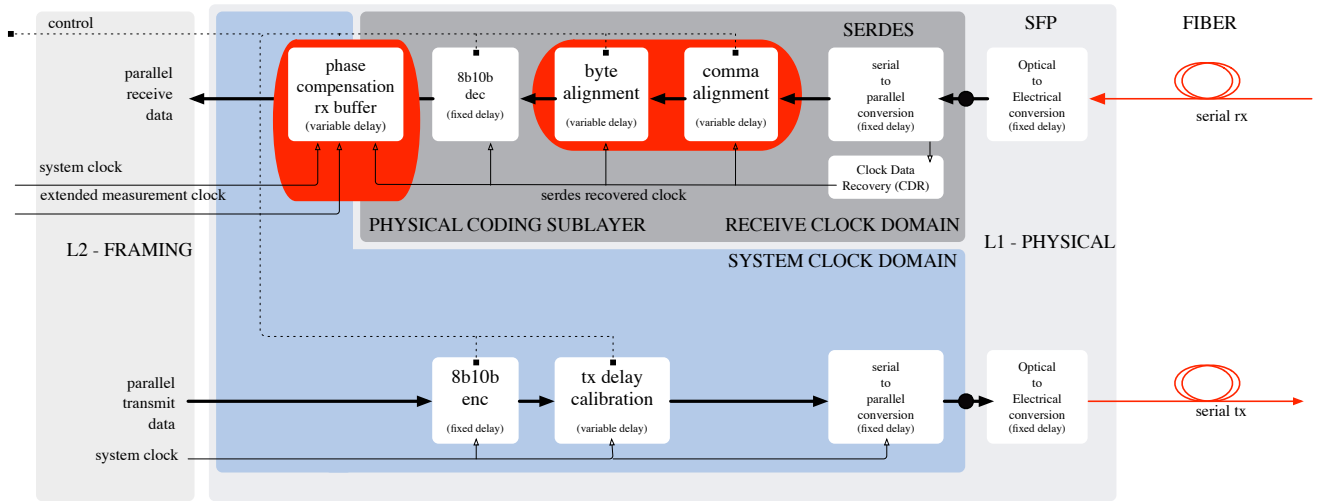 control
SERDES
SFP
FIBER
parallel
receive
data
phase
compensation
rx buffer
(variable delay)
8b10b
dec
(fixed delay)
byte
alignment
(variable delay)
comma
alignment
(variable delay)
serial
to
parallel
conversion
(fixed delay)
Optical
to
Electrical
conversion
(fixed delay)
serial rx
system clock
extended measurement clock
serdes recovered clock
Clock Data
Recovery (CDR)
PHYSICAL CODING SUBLAYER
RECEIVE CLOCK DOMAIN
L2 - FRAMING
L1 - PHYSICAL
SYSTEM CLOCK DOMAIN
parallel
transmit
data
8b10b
enc
(fixed delay)
tx delay
calibration
(variable delay)
serial
to
parallel
conversion
(fixed delay)
Optical
to
Electrical
conversion
(fixed delay)
serial tx
system clock